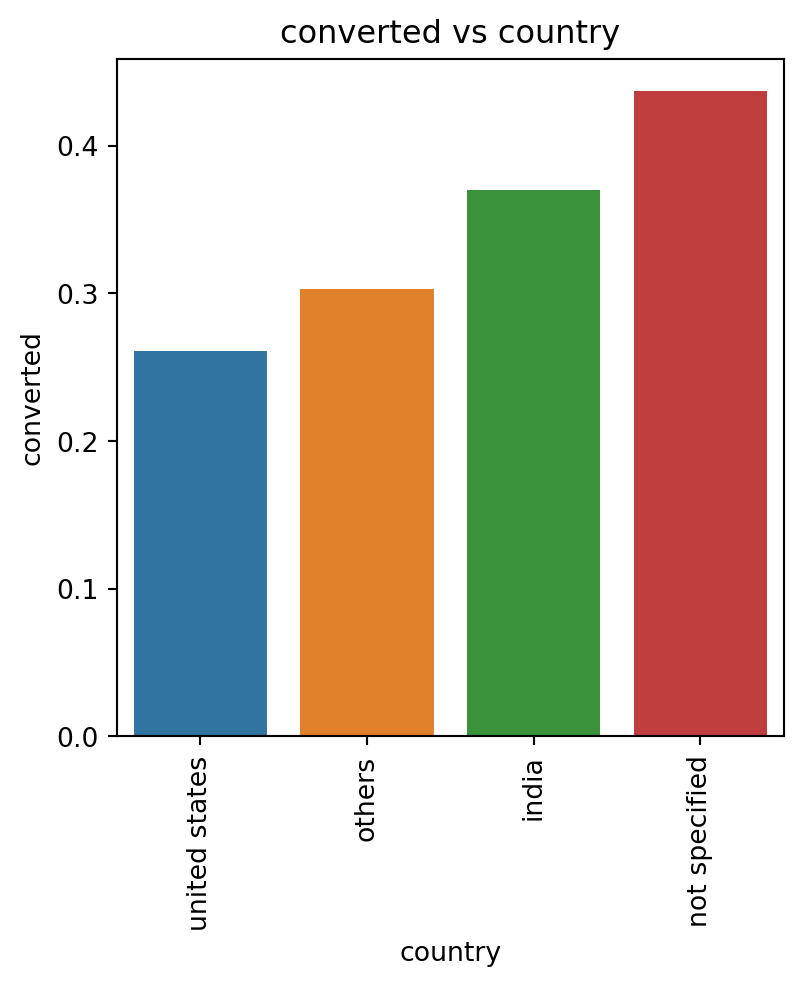 converted vs country
0.4
0.3
0.2
0.1
0.0
converted
united states
others
india
not specified
country